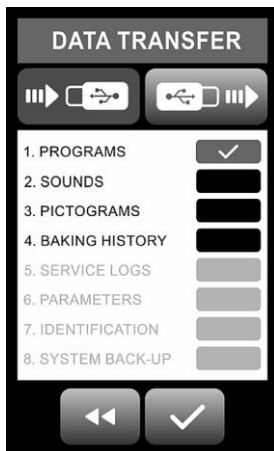 DATA TRANSFER
1. PROGRAMS
2. SOUNDS
3. PICTOGRAMS
4. BAKING HISTORY
5. SERVICE LOGS
6. PARAMETERS
7. IDENTIFICATION
8. SYSTEM BACK-UP